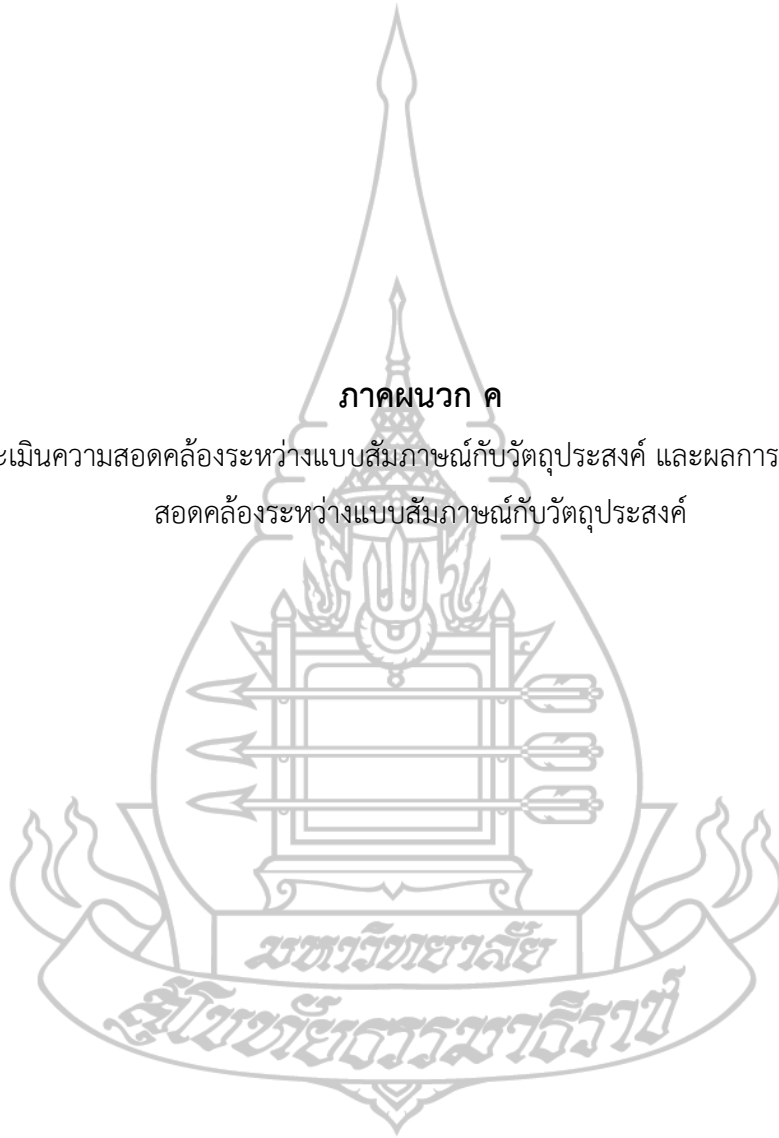 ภาคผนวก ค
ะเมินความสอดคล้องระหว่างแบบสัมภาษณ์กับวัตถุประสงค์ และผลการ
สอดคล้องระหว่างแบบสัมภาษณ์กับวัตถุประสงค์
มหาวิทยาลัย
สุโขทัยธรรมาธิราช